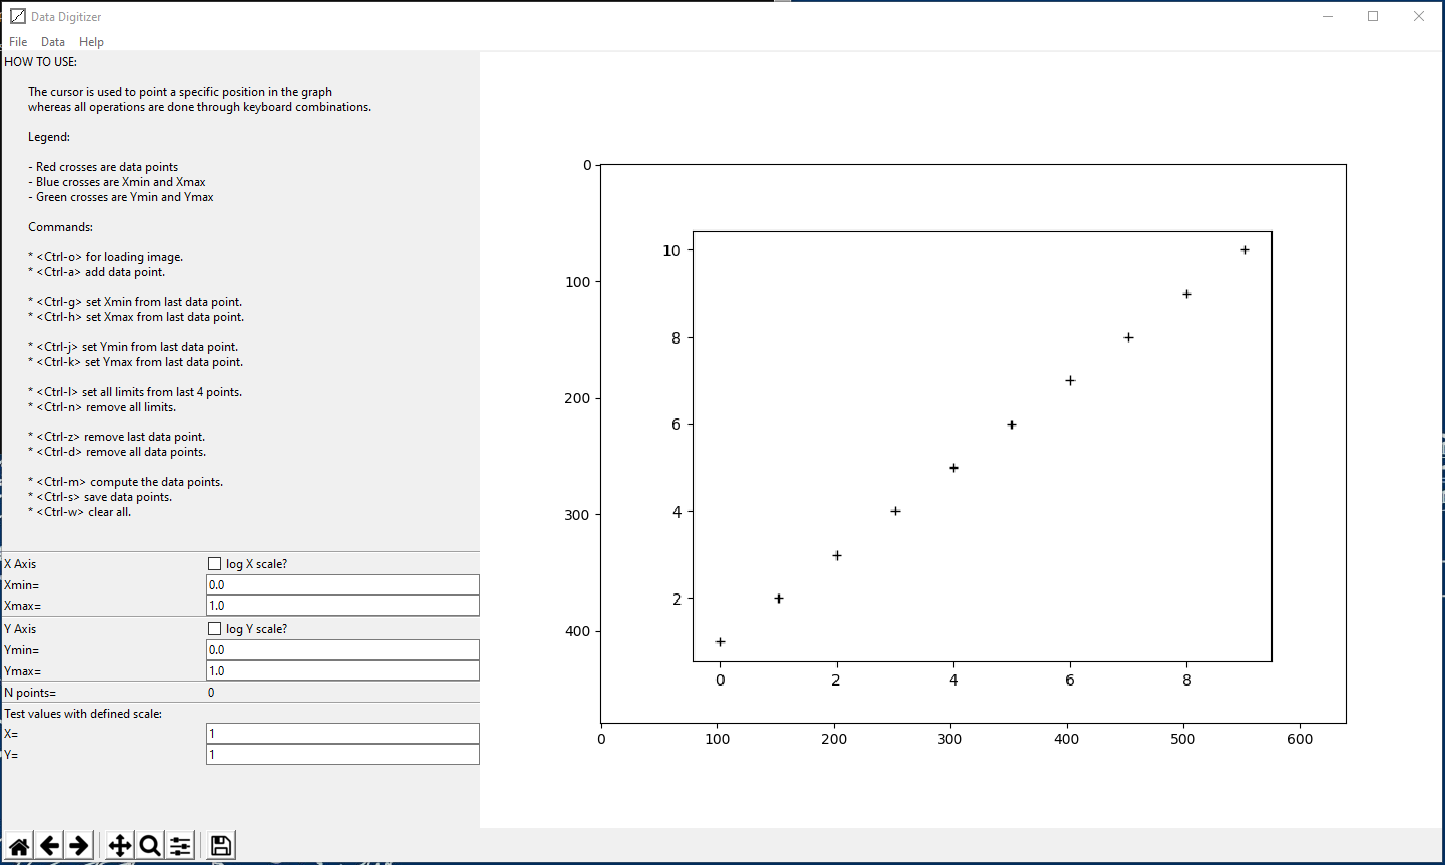 Data Digitizer
File Data Help
HOW TO USE:
The cursor is used to point a specific position in the graph
whereas all operations are done through keyboard combinations.
Legend:
- Red crosses are data points
- Blue crosses are Xmin and Xmax
- Green crosses are Ymin and Ymax
Commands:
* <Ctrl-o> for loading image.
* <Ctrl-a> add data point.
* <Ctrl-g> set Xmin from last data point.
* <Ctrl-h> set Xmax from last data point.
* <Ctrl-j> set Ymin from last data point.
* <Ctrl-k> set Ymax from last data point.
* <Ctrl-l> set all limits from last 4 points.
* <Ctrl-n> remove all limits.
* <Ctrl-z> remove last data point.
* <Ctrl-d> remove all data points.
* <Ctrl-m> compute the data points.
* <Ctrl-s> save data points.
* <Ctrl-w> clear all.
X Axis log X scale?
Xmin= 0.0
Xmax= 1.0
Y Axis log Y scale?
Ymin= 0.0
Ymax= 1.0
N points= 0
Test values with defined scale:
X= 1
Y= 1
0
100
200
300
400
10
8
6
4
2
0 2 4 6 8
0 100 200 300 400 500 600